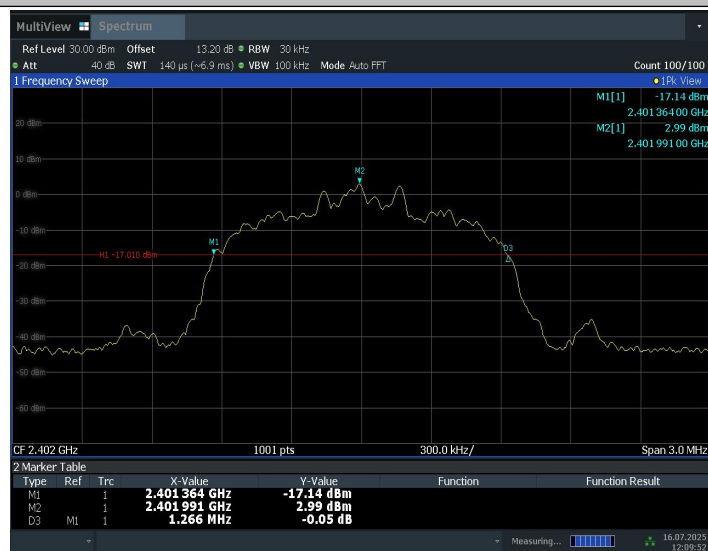 MultiView Spectrum
Ref Level 30.00 dBm Offset 13.20 dB RBW 30 kHz
Att 40 dB SWT 140 µs (~6.9 ms) VBW 100 kHz Mode Auto FFT Count 100/100
1 Frequency Sweep 1Pk View
M1[1] -17.14 dBm
2.40136400 GHz
M2[1] 2.99 dBm
2.40199100 GHz
20 dBm
10 dBm
M2
0 dBm
-10 dBm
M1
D3
H1 -17.010 dBm
-20 dBm
-30 dBm
-40 dBm
-50 dBm
-60 dBm
CF 2.402 GHz 1001 pts 300.0 kHz/ Span 3.0 MHz
2 Marker Table
Type Ref Trc X-Value Y-Value Function Function Result
M1 1 2.401 364 GHz -17.14 dBm
M2 1 2.401 991 GHz 2.99 dBm
D3 M1 1 1.266 MHz -0.05 dB
Measuring... 16.07.2025
12:09:52